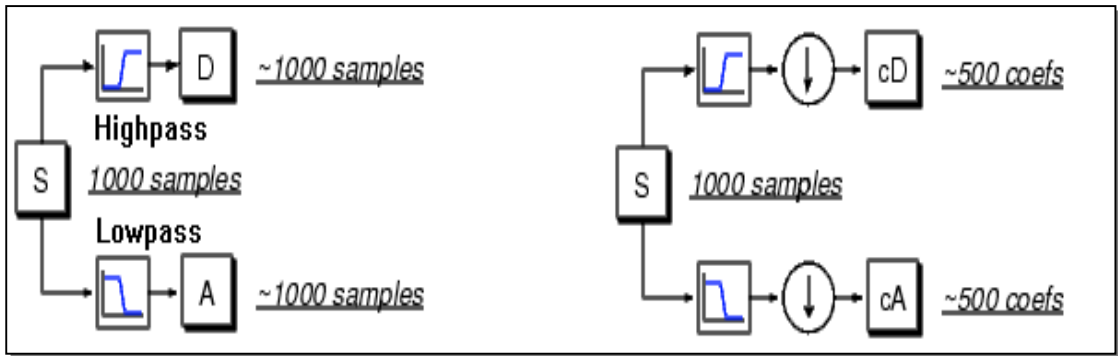 D ~1000 samples
Highpass
S 1000 samples
Lowpass
A ~1000 samples
cD ~500 coefs
S 1000 samples
cA ~500 coefs